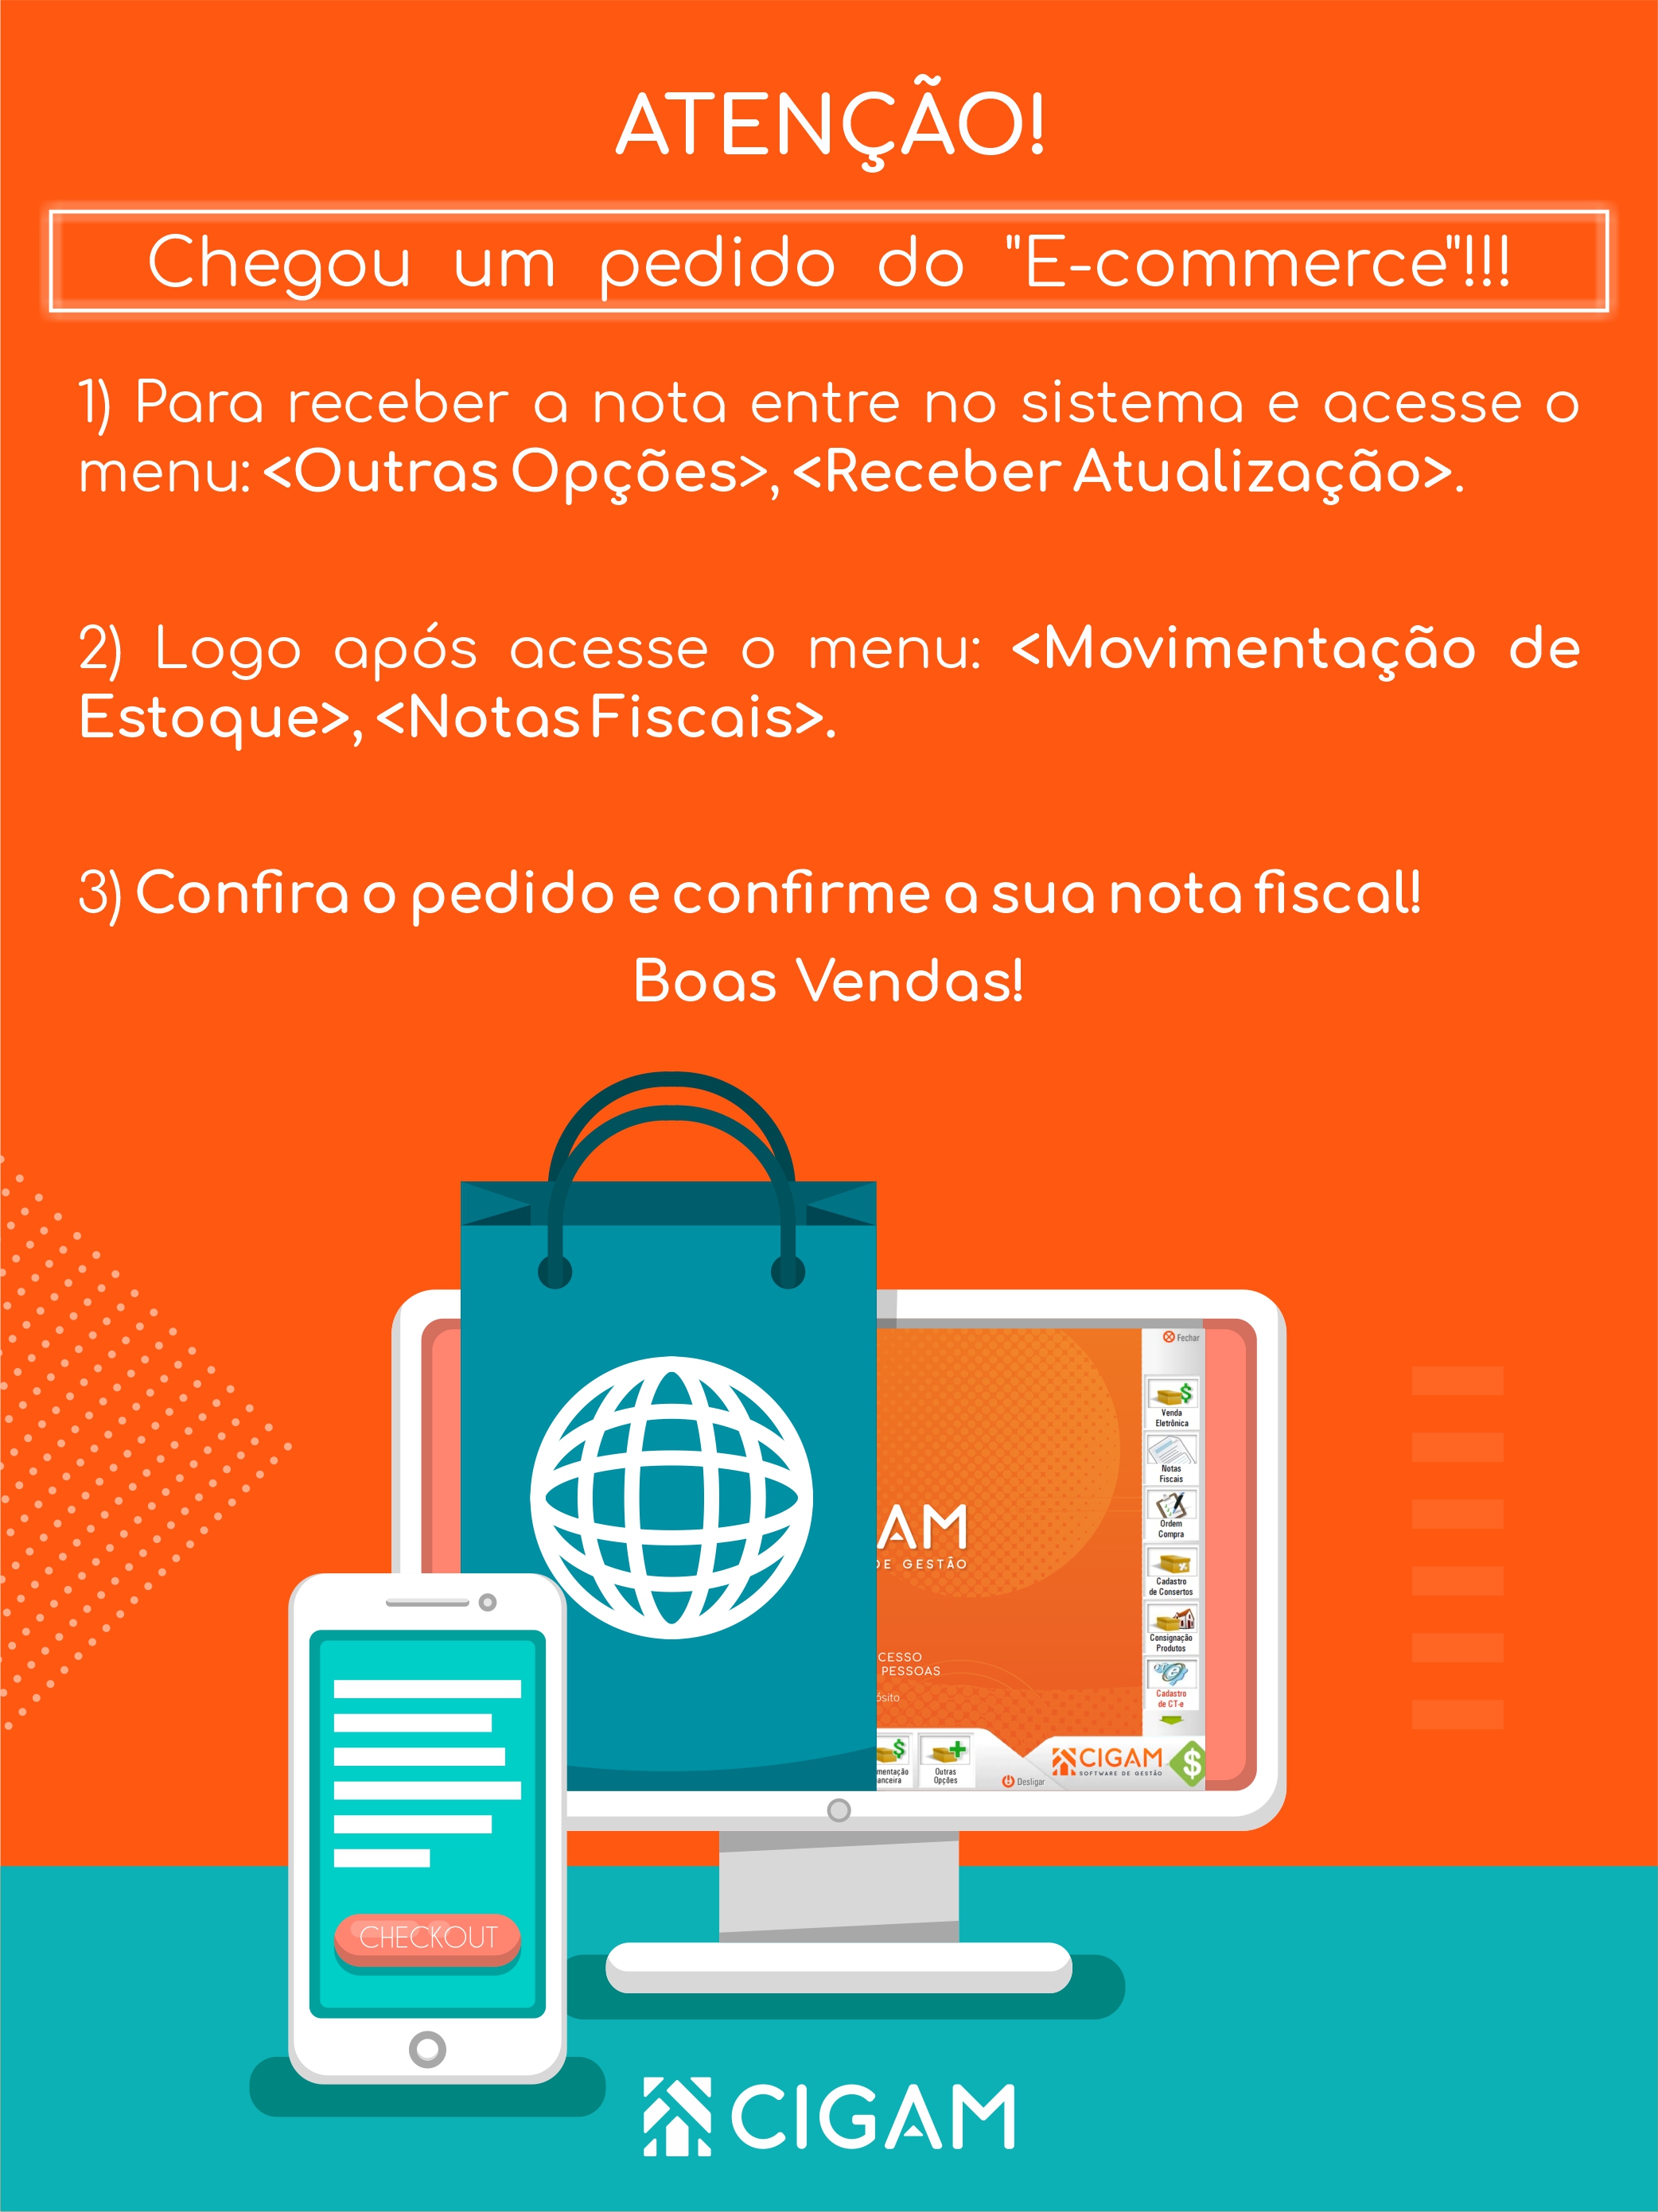 ATENÇÃO!
Chegou um pedido do "E-commerce"!!!
1) Para receber a nota entre no sistema e acesse o
menu: <Outras Opções>, <Receber Atualização>.
2) Logo após acesse o menu: <Movimentação de
Estoque>, <Notas Fiscais>.
3) Confira o pedido e confirme a sua nota fiscal!
Boas Vendas!
Fechar
Venda
Eletrônica
Notas
Fiscais
Ordem
Compra
Cadastro
de Consertos
Consignação
Produtos
Cadastro
de CT-e
AM
DE GESTÃO
CESSO
PESSOAS
ósito
mentação
anceira
Outras
Opções
Desligar
CIGAM
SOFTWARE DE GESTÃO
$
CHECKOUT
CIGAM